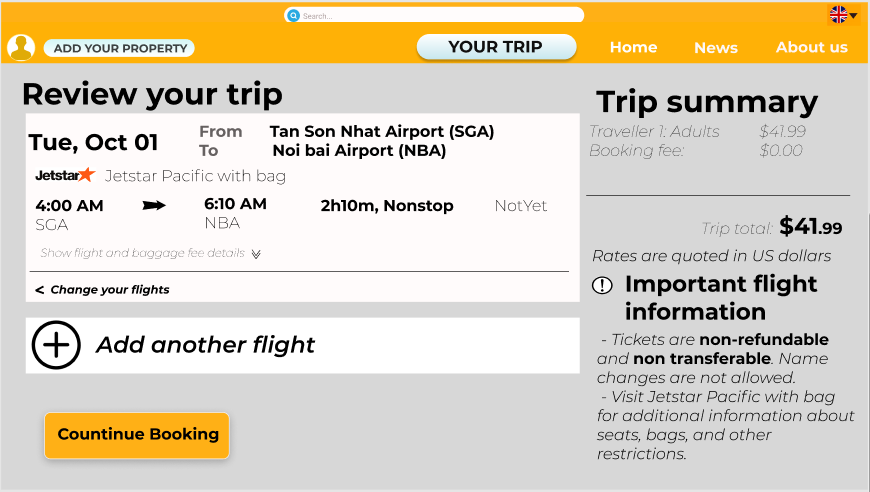 Search...
ADD YOUR PROPERTY
YOUR TRIP
Home
News
About us
Review your trip
Tue, Oct 01
From Tan Son Nhat Airport (SGA)
To Noi bai Airport (NBA)
Jetstar Jetstar Pacific with bag
4:00 AM 6:10 AM 2h10m, Nonstop NotYet
SGA NBA
Show flight and baggage fee details
< Change your flights
Add another flight
Countinue Booking
Trip summary
Traveller 1: Adults $41.99
Booking fee: $0.00
Trip total: $41.99
Rates are quoted in US dollars
Important flight
information
- Tickets are non-refundable
and non transferable. Name
changes are not allowed.
- Visit Jetstar Pacific with bag
for additional information about
seats, bags, and other
restrictions.